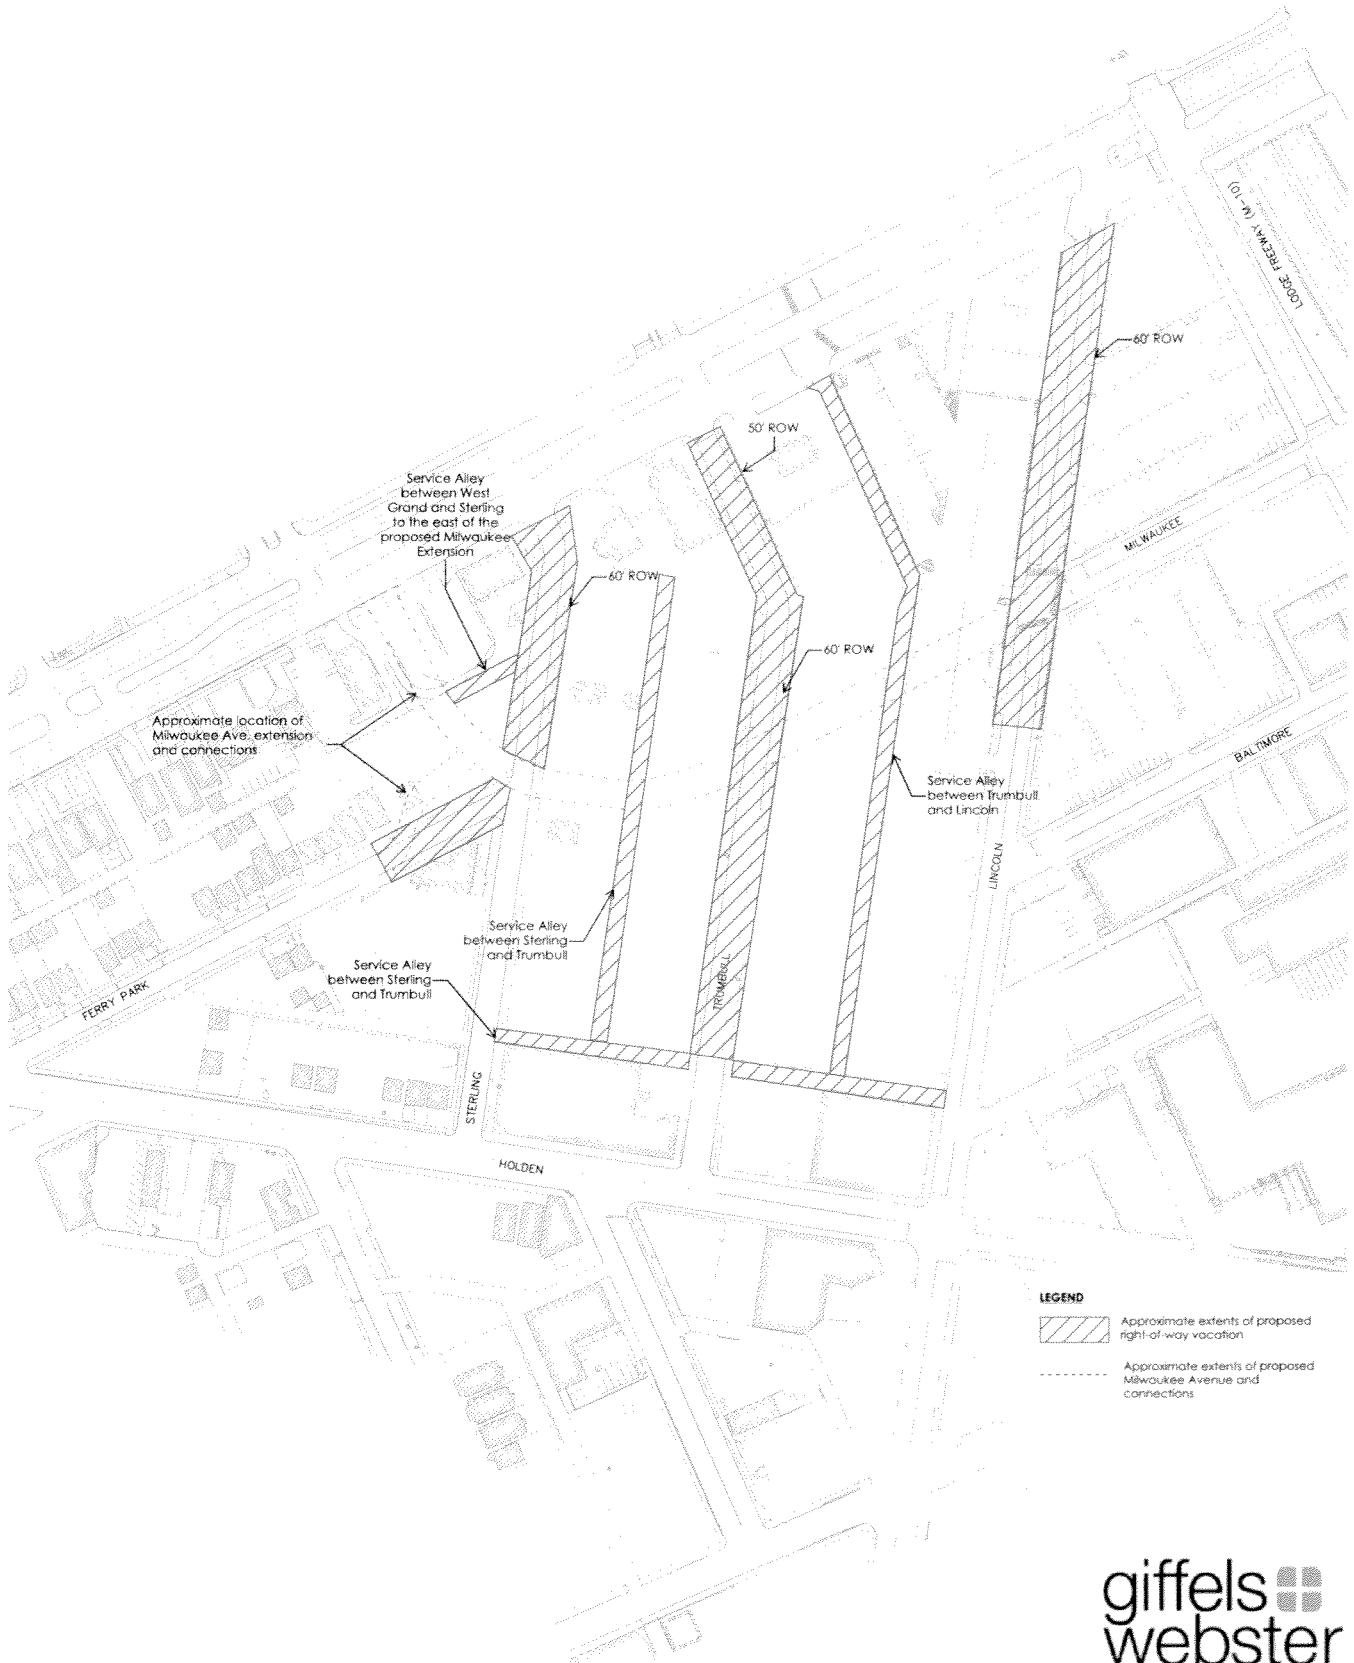 LODGE FREEWAY (M-10)
60' ROW
50' ROW
Service Alley
between West
Grand and Sterling
to the east of the
proposed Milwaukee
Extension
MILWAUKEE
60' ROW
60' ROW
Approximate location of
Milwaukee Ave. extension
and connections
BALTIMORE
Service Alley
between Trumbull
and Lincoln
LINCOLN
Service Alley
between Sterling
and Trumbull
Service Alley
between Sterling
and Trumbull
TRUMBULL
FERRY PARK
STERLING
HOLDEN
LEGEND
Approximate extents of proposed
right-of-way vacation
Approximate extents of proposed
Milwaukee Avenue and
connections
giffels
webster